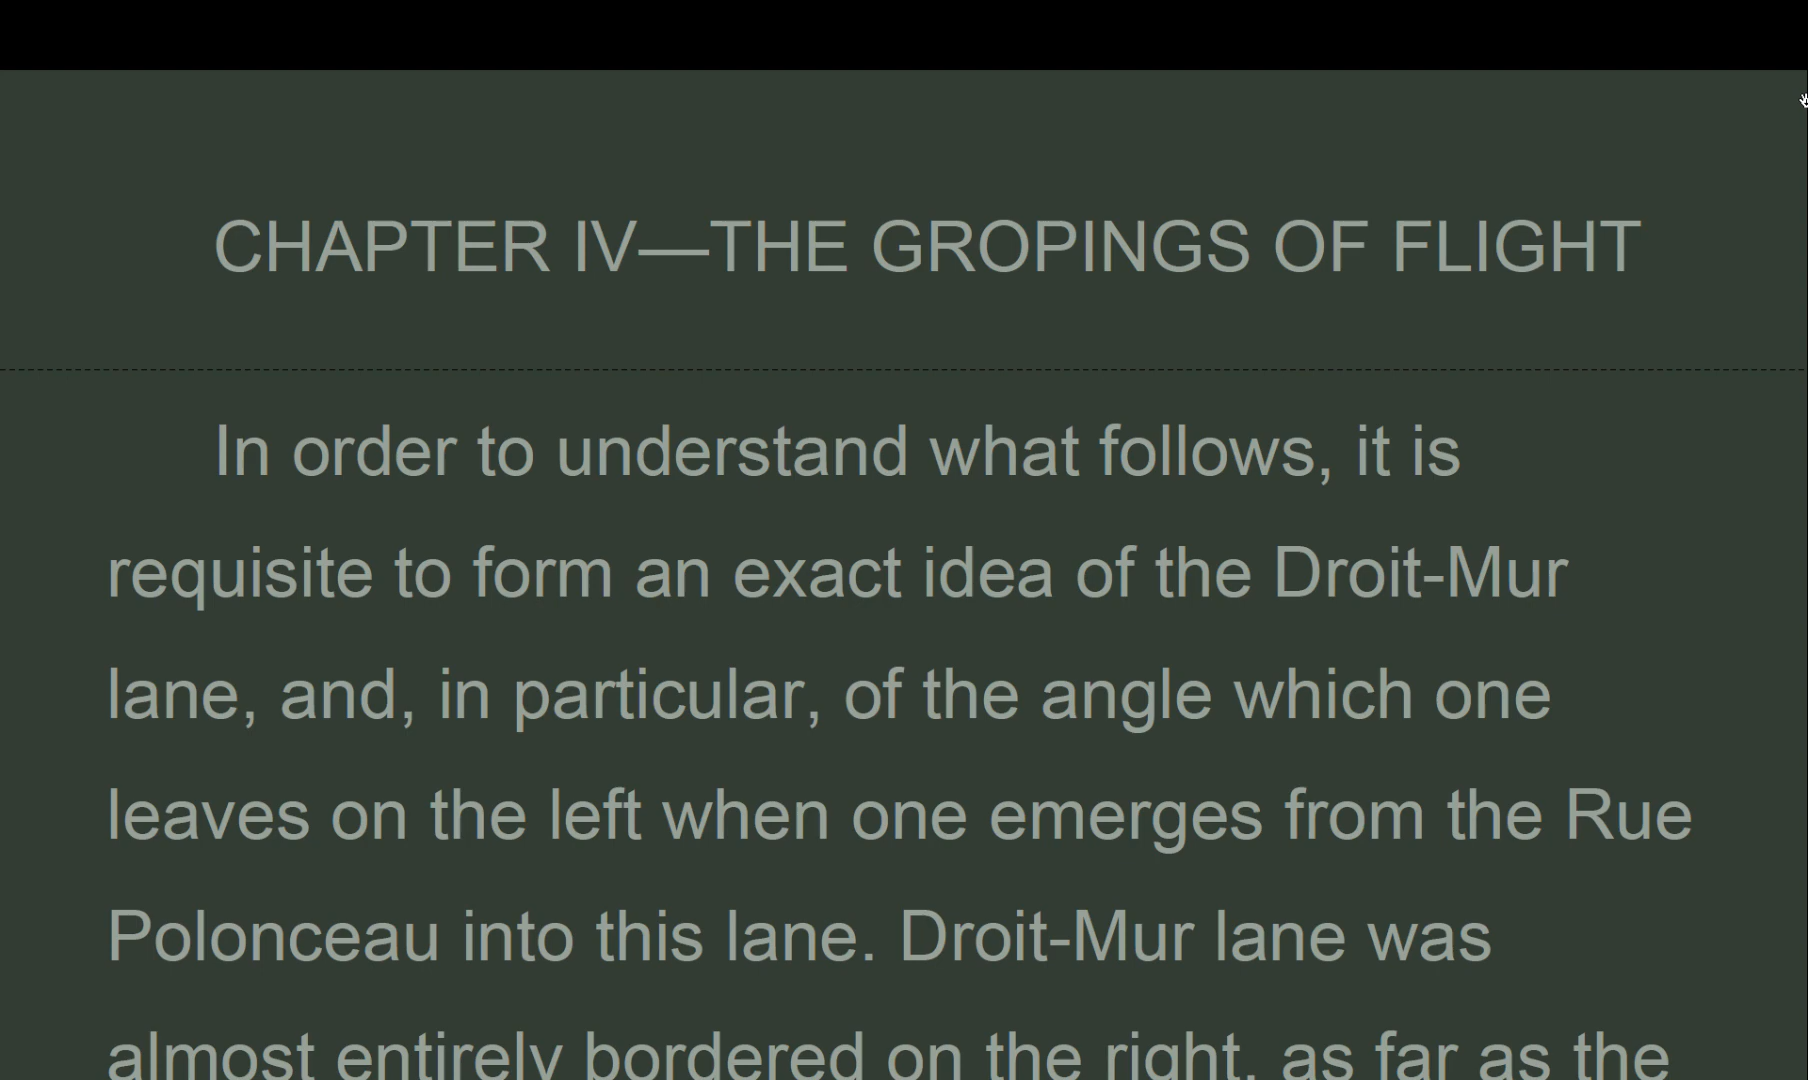 CHAPTER IV—THE GROPINGS OF FLIGHT
In order to understand what follows, it is
requisite to form an exact idea of the Droit-Mur
lane, and, in particular, of the angle which one
leaves on the left when one emerges from the Rue
Polonceau into this lane. Droit-Mur lane was
almost entirely bordered on the right, as far as the